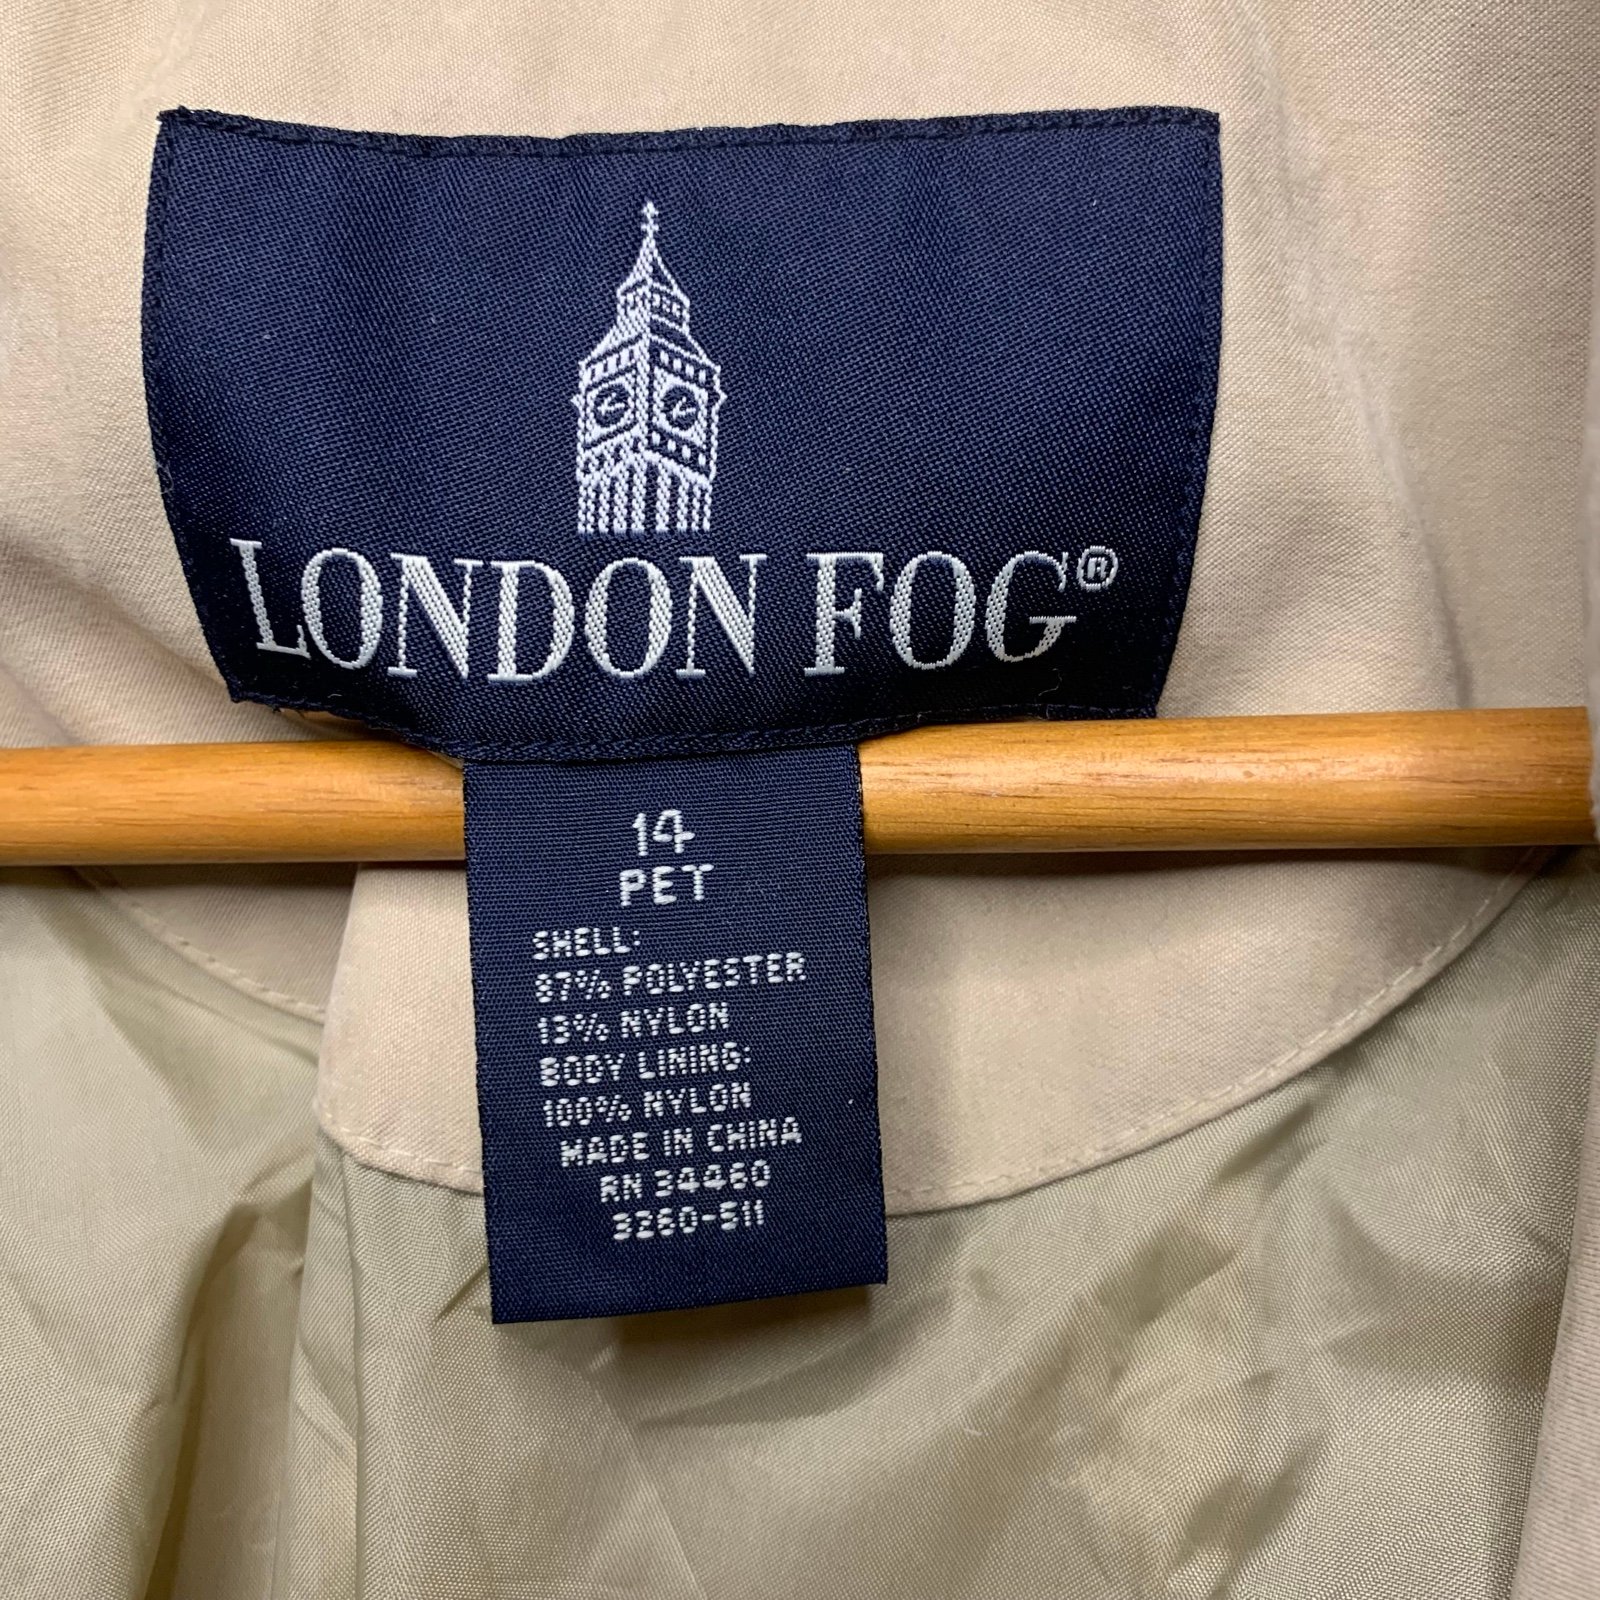 LONDON FOG®
14
PET
SHELL:
87% POLYESTER
13% NYLON
BODY LINING:
100% NYLON
MADE IN CHINA
RN 34460
3260-511